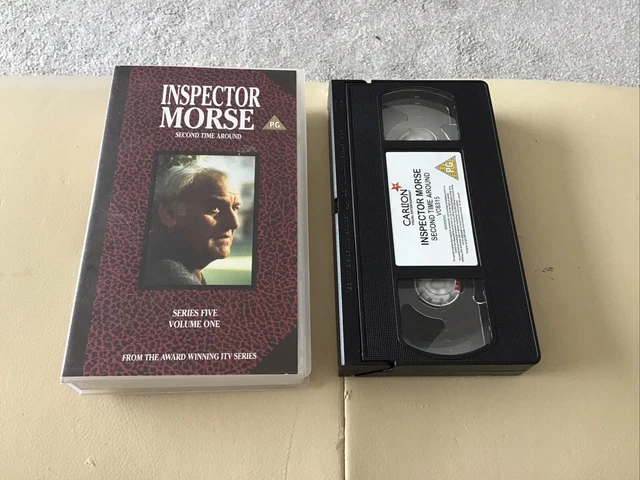 INSPECTOR
MORSE
SECOND TIME AROUND
PG
SERIES FIVE
VOLUME ONE
FROM THE AWARD WINNING ITV SERIES
CARLTON
INSPECTOR MORSE
SECOND TIME AROUND
VC6315
PG